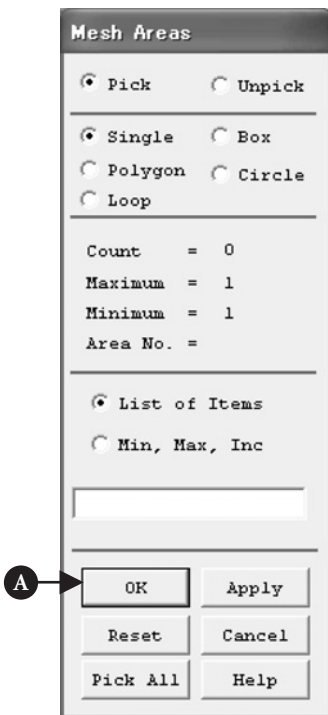 Mesh Areas
Pick Unpick
Single Box
Polygon Circle
Loop
Count = 0
Maximum = 1
Minimum = 1
Area No. =
List of Items
Min, Max, Inc
A OK Apply
Reset Cancel
Pick All Help